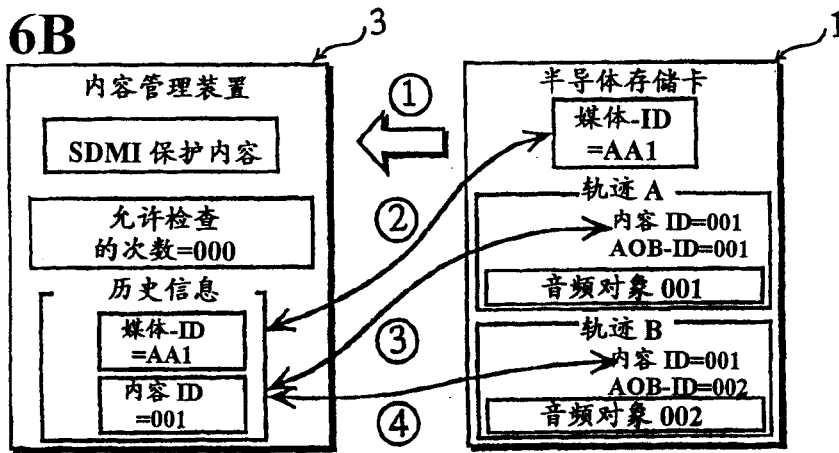 6B
3
内容管理装置
SDMI 保护内容
允许检查
的次数=000
历史信息
媒体-ID
=AA1
内容 ID
=001
①
②
③
④
1
半导体存储卡
媒体-ID
=AA1
轨迹 A
内容 ID=001
AOB-ID=001
音频对象 001
轨迹 B
内容 ID=001
AOB-ID=002
音频对象 002